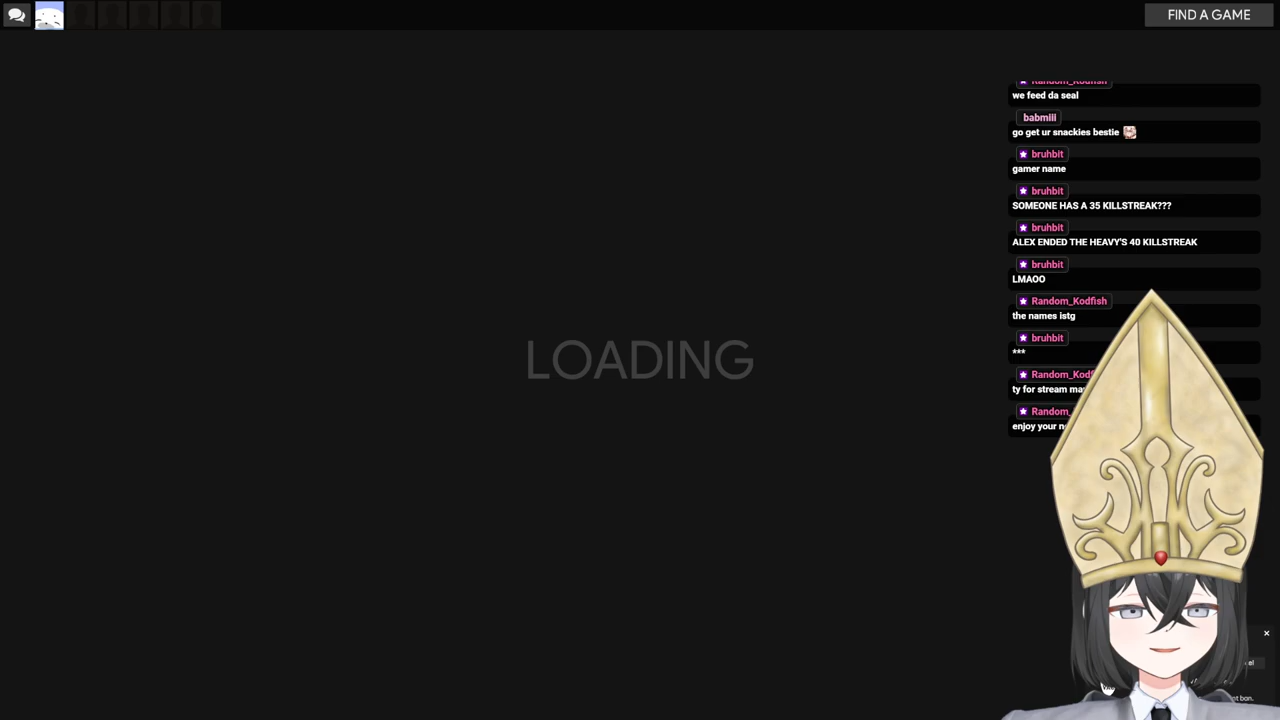 FIND A GAME
Random_Kodfish
we feed da seal
babmiii
go get ur snackies bestie
bruhbit
gamer name
bruhbit
SOMEONE HAS A 35 KILLSTREAK???
bruhbit
ALEX ENDED THE HEAVY'S 40 KILLSTREAK
bruhbit
LMAOO
Random_Kodfish
the names istg
bruhbit
***
ty for stream
enjoy your
LOADING